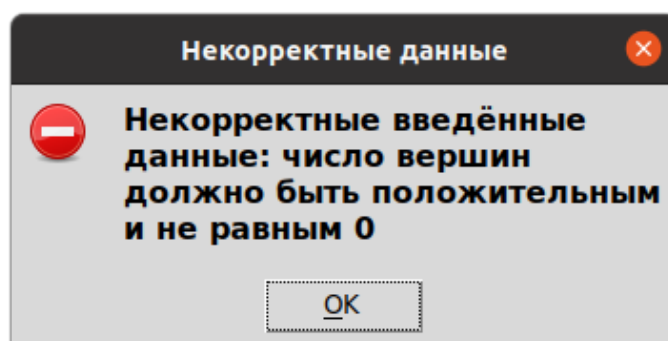 Некорректные данные
Некорректные введённые
данные: число вершин
должно быть положительным
и не равным 0
OK